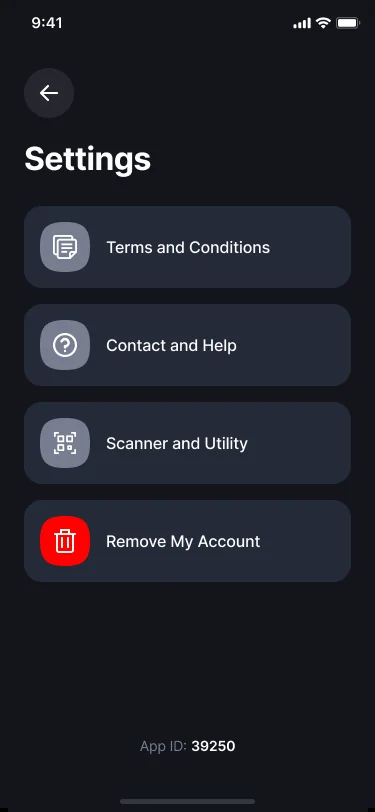 9:41
Settings
Terms and Conditions
Contact and Help
Scanner and Utility
Remove My Account
App ID: 39250